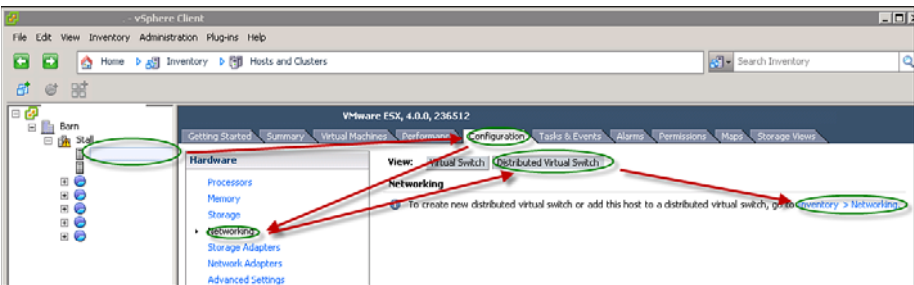 . - vSphere Client
File Edit View Inventory Administration Plug-ins Help
Home Inventory Hosts and Clusters Search Inventory
Barn
Stall
VMware ESX, 4.0.0, 236512
Getting Started Summary Virtual Machines Performance Configuration Tasks & Events Alarms Permissions Maps Storage Views
Hardware
Processors
Memory
Storage
Networking
Storage Adapters
Network Adapters
Advanced Settings
View: Virtual Switch Distributed Virtual Switch
Networking
To create new distributed virtual switch or add this host to a distributed virtual switch, go to Inventory > Networking.